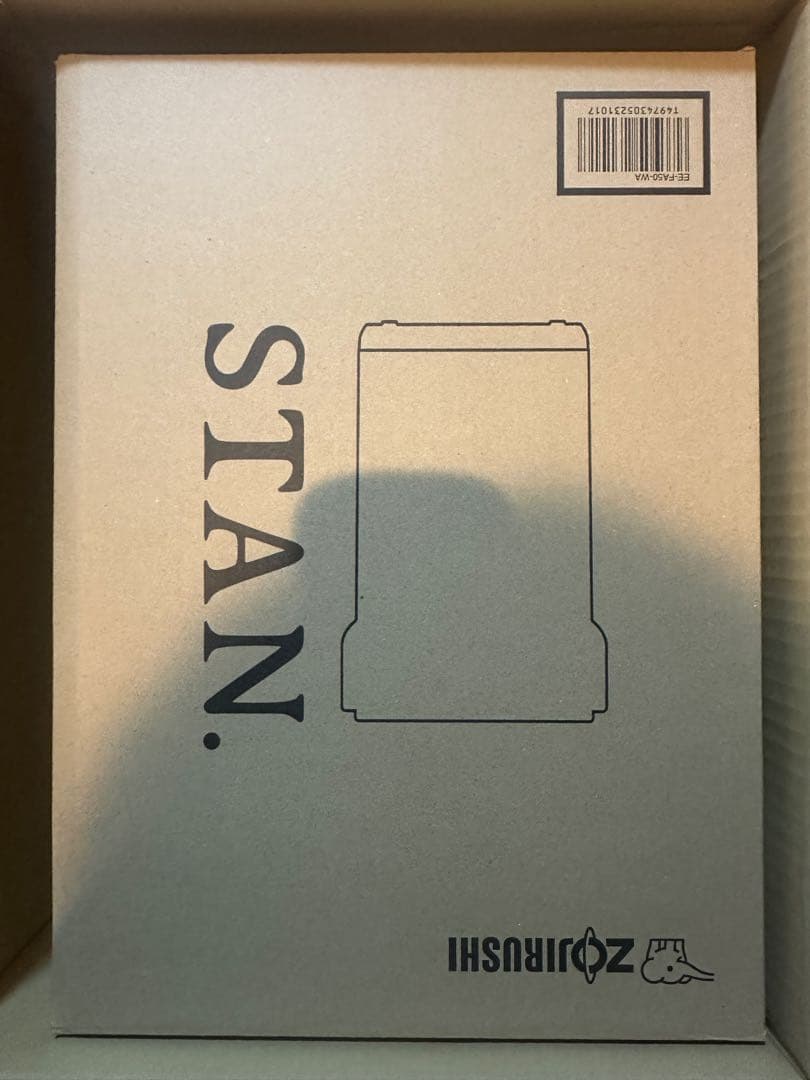 T4974305231017
EE-FA50-WA
STAN.
ZOJIRUSHI